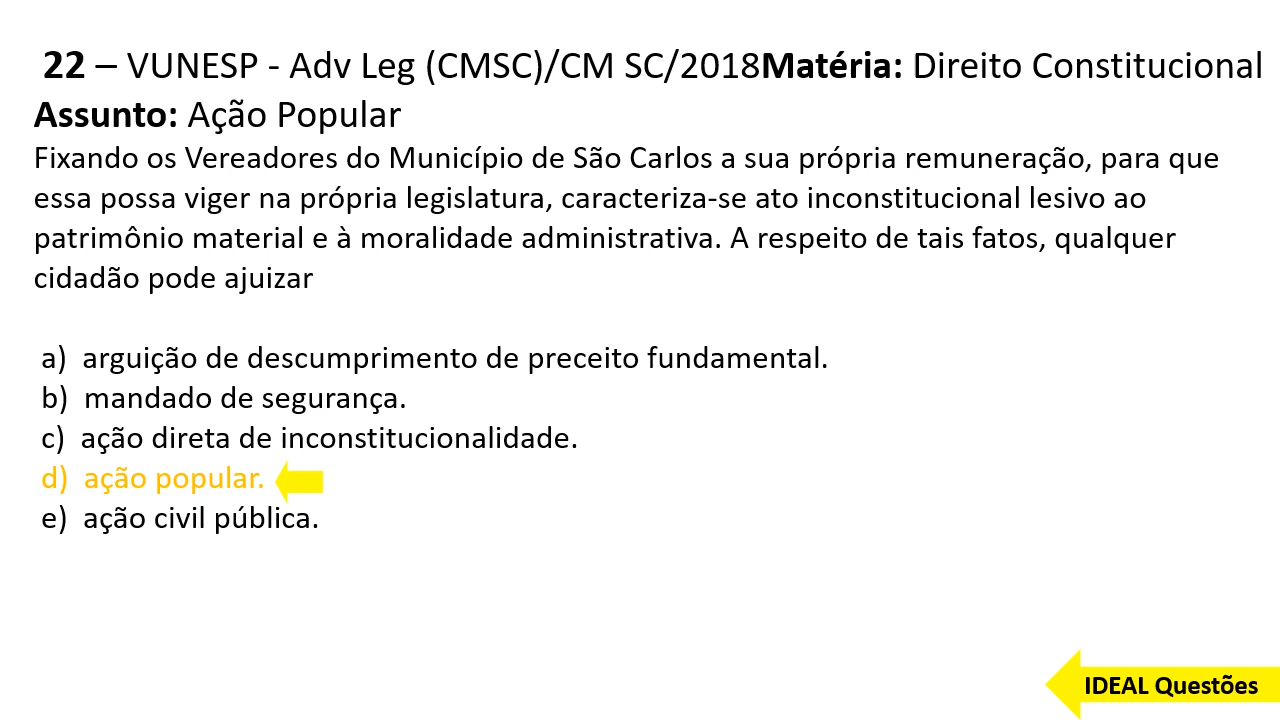 22 – VUNESP - Adv Leg (CMSC)/CM SC/2018Matéria: Direito Constitucional
Assunto: Ação Popular
Fixando os Vereadores do Município de São Carlos a sua própria remuneração, para que
essa possa viger na própria legislatura, caracteriza-se ato inconstitucional lesivo ao
patrimônio material e à moralidade administrativa. A respeito de tais fatos, qualquer
cidadão pode ajuizar
a) arguição de descumprimento de preceito fundamental.
b) mandado de segurança.
c) ação direta de inconstitucionalidade.
d) ação popular.
e) ação civil pública.
IDEAL Questões